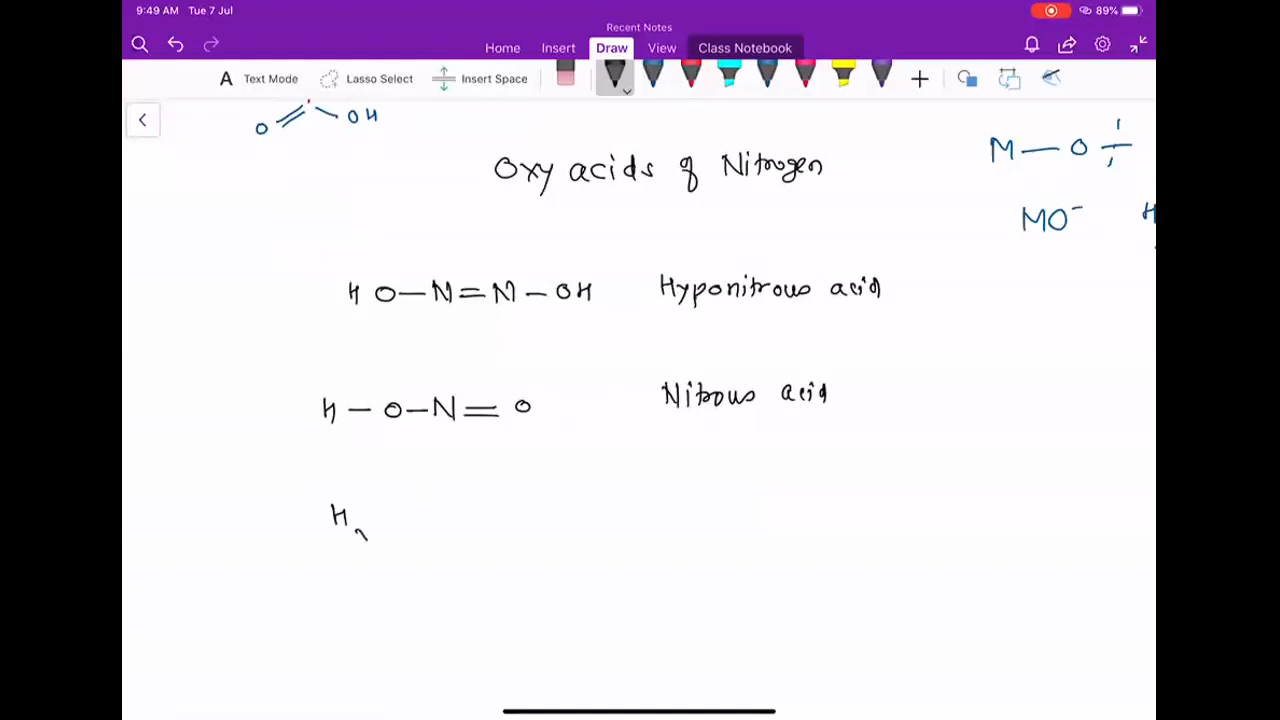 9:49 AM Tue 7 Jul
89%
Recent Notes
Home Insert Draw View Class Notebook
Text Mode Lasso Select Insert Space
O OH
M — O
Oxy acids of Nitrogen
MO⁻ H
H O—N=N—OH Hyponitrous acid
H—O—N=O Nitrous acid
H